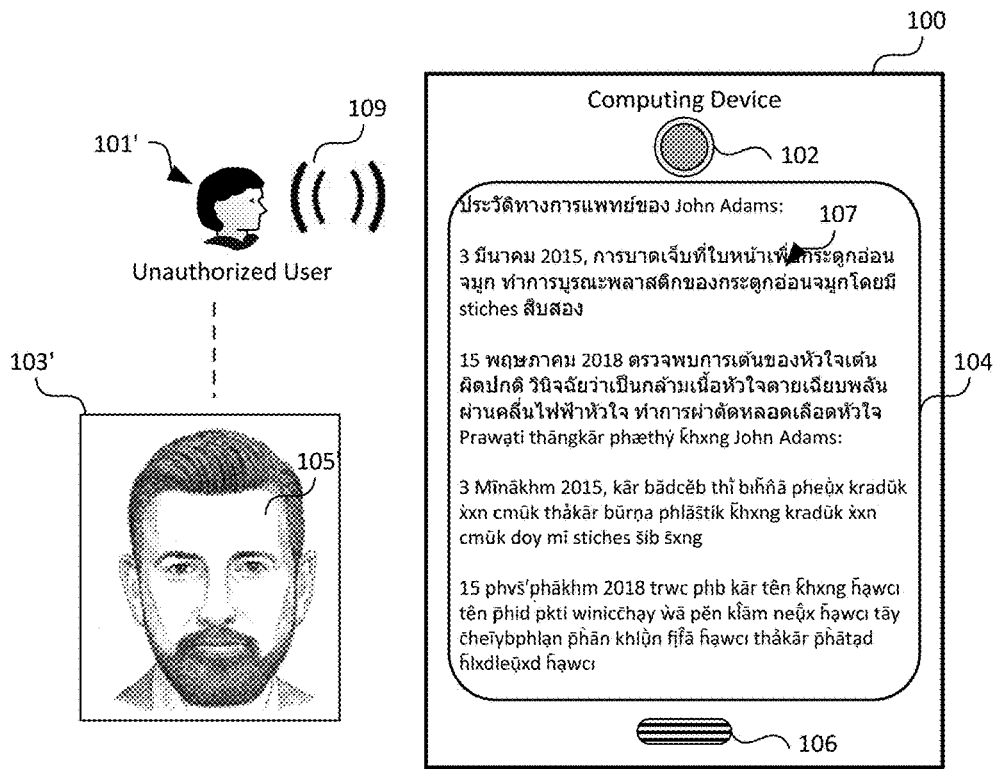 100
Computing Device
109
101'
102
Unauthorized User
ประวัติทางการแพทย์ของ John Adams:
107
3 มีนาคม 2015, การบาดเจ็บที่ใบหน้าเพื่อกระดูกอ่อน
จมูก ทำการบูรณะพลาสติกของกระดูกอ่อนจมูกโดยมี
stiches สิบสอง
15 พฤษภาคม 2018 ตรวจพบการเต้นของหัวใจเต้น
ผิดปกติ วินิจฉัยว่าเป็นกล้ามเนื้อหัวใจตายเฉียบพลัน
ผ่านคลื่นไฟฟ้าหัวใจ ทำการผ่าตัดหลอดเลือดหัวใจ
Prawạti thāngkār phæthý k̄hxng John Adams:
103'
104
105'
3 Mīnākhm 2015, kār bādcĕb thī̀ bıh̄n̂ā pheụ̄̀x kradūk
x̀xn cmūk thảkār būrṇa phlās̄tik k̄hxng kradūk x̀xn
cmūk doy mī stiches s̄ib s̄xng
15 phvs̄'phākhm 2018 trwc phb kār tên k̄hxng h̄ạwcı
tên p̄hid pkti winicc̄hạy ẁā pĕn kl̂ām neụ̄̂x h̄ạwcı tāy
c̄heīybphlạn p̄h̀ān khlụ̄̀n fịf̂ā h̄ạwcı thảkār p̄h̀ātạd
h̄lxdleụ̄xd h̄ạwcı
106